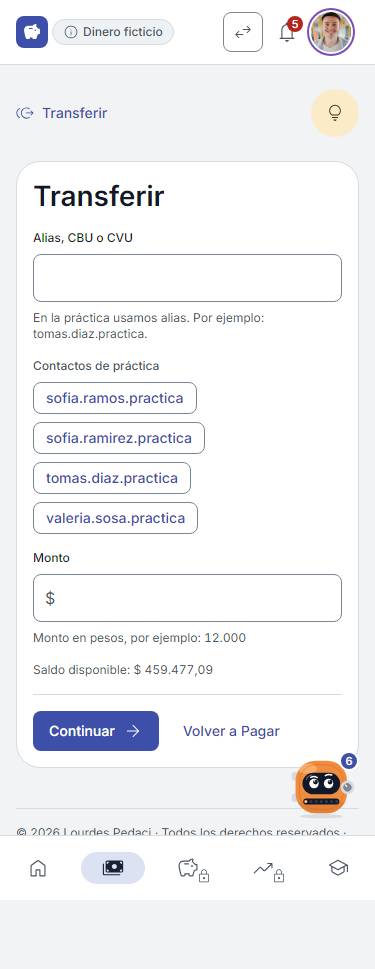 Dinero ficticio
5
Transferir
Transferir
Alias, CBU o CVU
En la práctica usamos alias. Por ejemplo:
tomas.diaz.practica.
Contactos de práctica
sofia.ramos.practica
sofia.ramirez.practica
tomas.diaz.practica
valeria.sosa.practica
Monto
$
Monto en pesos, por ejemplo: 12.000
Saldo disponible: $ 459.477,09
Continuar
Volver a Pagar
6
© 2026 Lourdes Pedaci · Todos los derechos reservados ·